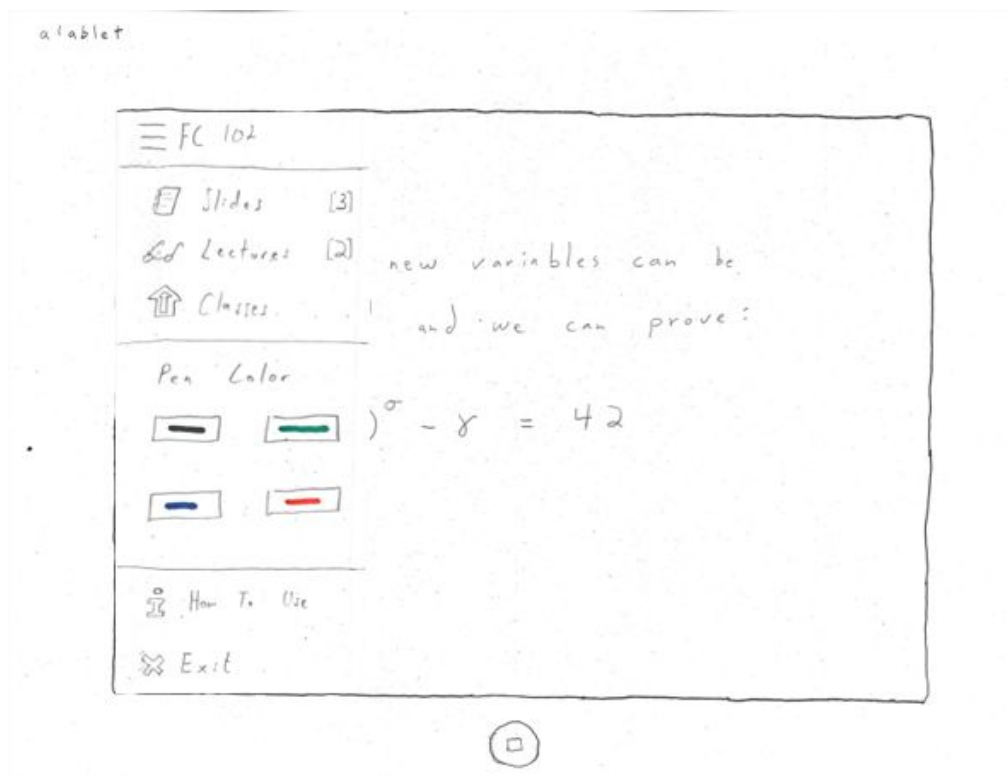 ≡ FC 102
Slides [3]
Lectures [2]
Classes
new variables can be
and we can prove:
)^σ - γ = 42
Pen Color
How To Use
Exit